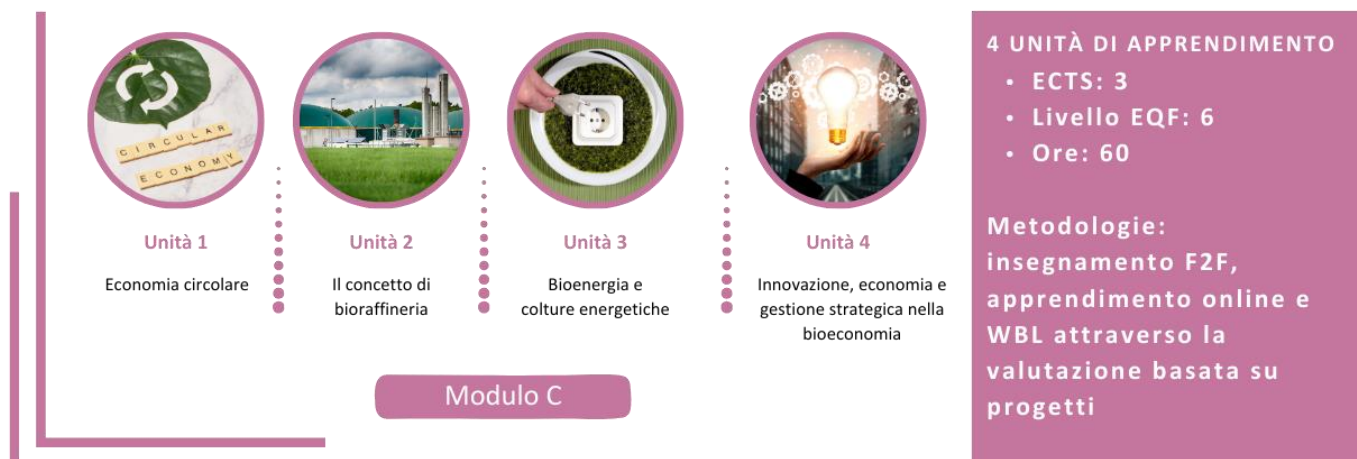 CIRCULAR
ECONOMY
Unità 1
Economia circolare
Unità 2
Il concetto di
bioraffineria
Unità 3
Bioenergia e
colture energetiche
Unità 4
Innovazione, economia e
gestione strategica nella
bioeconomia
Modulo C
4 UNITÀ DI APPRENDIMENTO
• ECTS: 3
• Livello EQF: 6
• Ore: 60
Metodologie:
insegnamento F2F,
apprendimento online e
WBL attraverso la
valutazione basata su
progetti